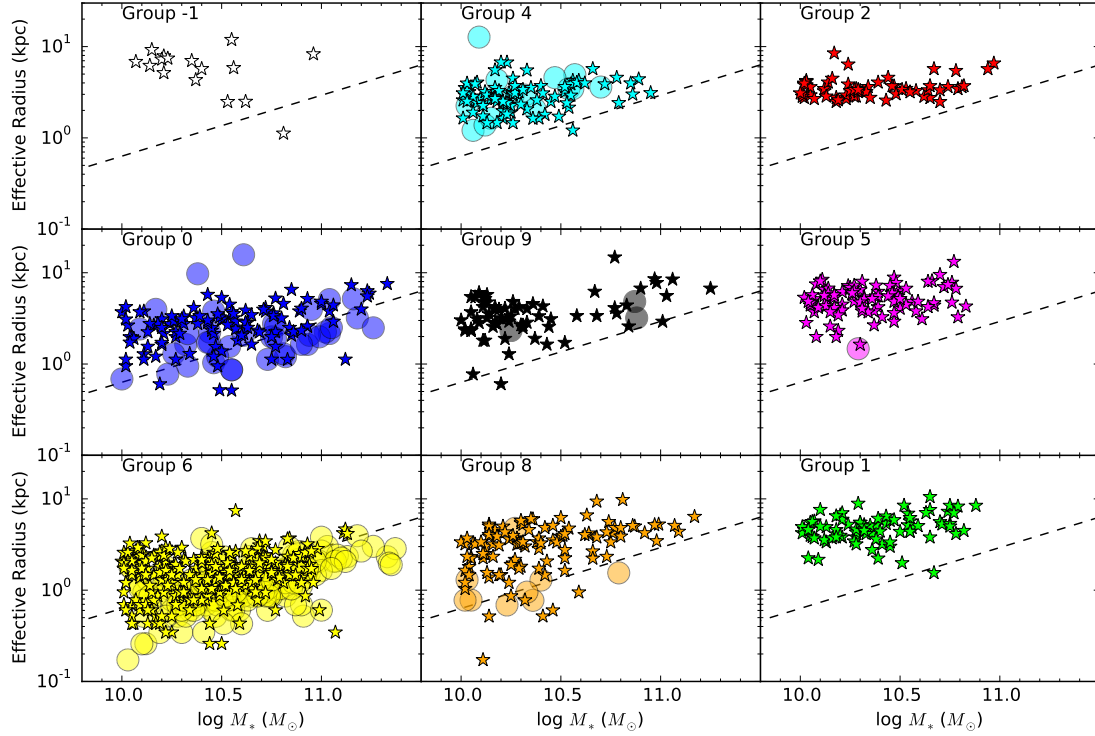 Group -1
Group 4
Group 2
Effective Radius (kpc)
10^1
10^0
10^-1
Group 0
Group 9
Group 5
Effective Radius (kpc)
10^1
10^0
10^-1
Group 6
Group 8
Group 1
Effective Radius (kpc)
10^1
10^0
10^-1
10.0 10.5 11.0
10.0 10.5 11.0
10.0 10.5 11.0
log M_* (M_⊙)
log M_* (M_⊙)
log M_* (M_⊙)